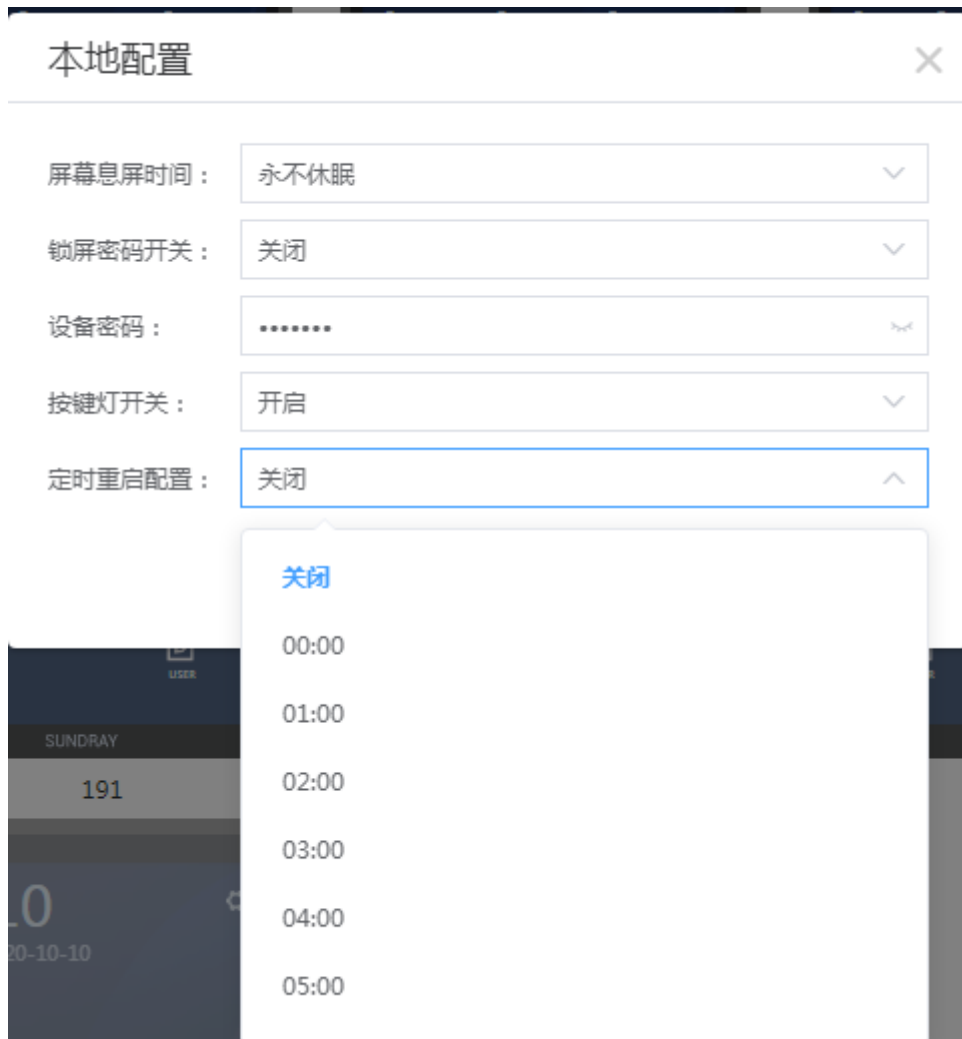 本地配置
屏幕息屏时间： 永不休眠
锁屏密码开关： 关闭
设备密码： •••••••
按键灯开关： 开启
定时重启配置： 关闭
关闭
00:00
USER
01:00
SUNDRAY
02:00
191
03:00
04:00
20-10-10
05:00